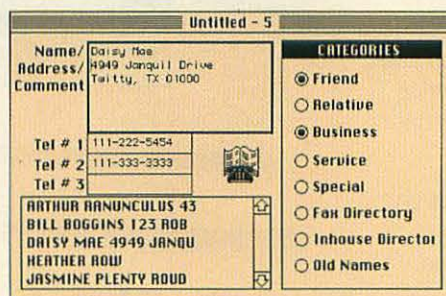 Untitled - 5
Name/
Address/
Comment
Daisy Mae
4949 Janquil Drive
Twitty, TX 01000
Tel # 1 111-222-5454
Tel # 2 111-333-3333
Tel # 3
ARTHUR RANUNCULUS 43
BILL BOGGINS 123 ROB
DAISY MAE 4949 JANQU
HEATHER ROW
JASMINE PLENTY ROUD
CATEGORIES
Friend
Relative
Business
Service
Special
Fax Directory
Inhouse Director
Old Names